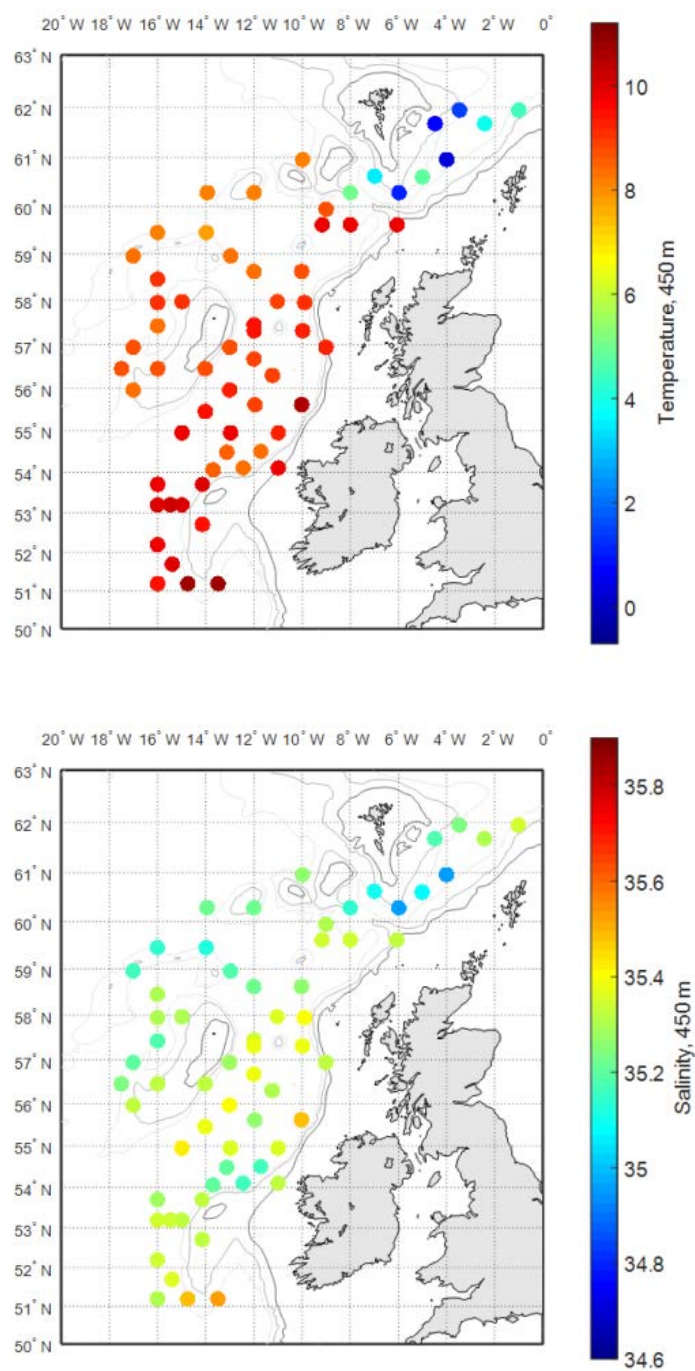 20° W 18° W 16° W 14° W 12° W 10° W 8° W 6° W 4° W 2° W 0°
63° N
62° N
61° N
60° N
59° N
58° N
57° N
56° N
55° N
54° N
53° N
52° N
51° N
50° N
10
8
6
4
2
0
Temperature, 450 m
20° W 18° W 16° W 14° W 12° W 10° W 8° W 6° W 4° W 2° W 0°
63° N
62° N
61° N
60° N
59° N
58° N
57° N
56° N
55° N
54° N
53° N
52° N
51° N
50° N
35.8
35.6
35.4
35.2
35
34.8
34.6
Salinity, 450 m